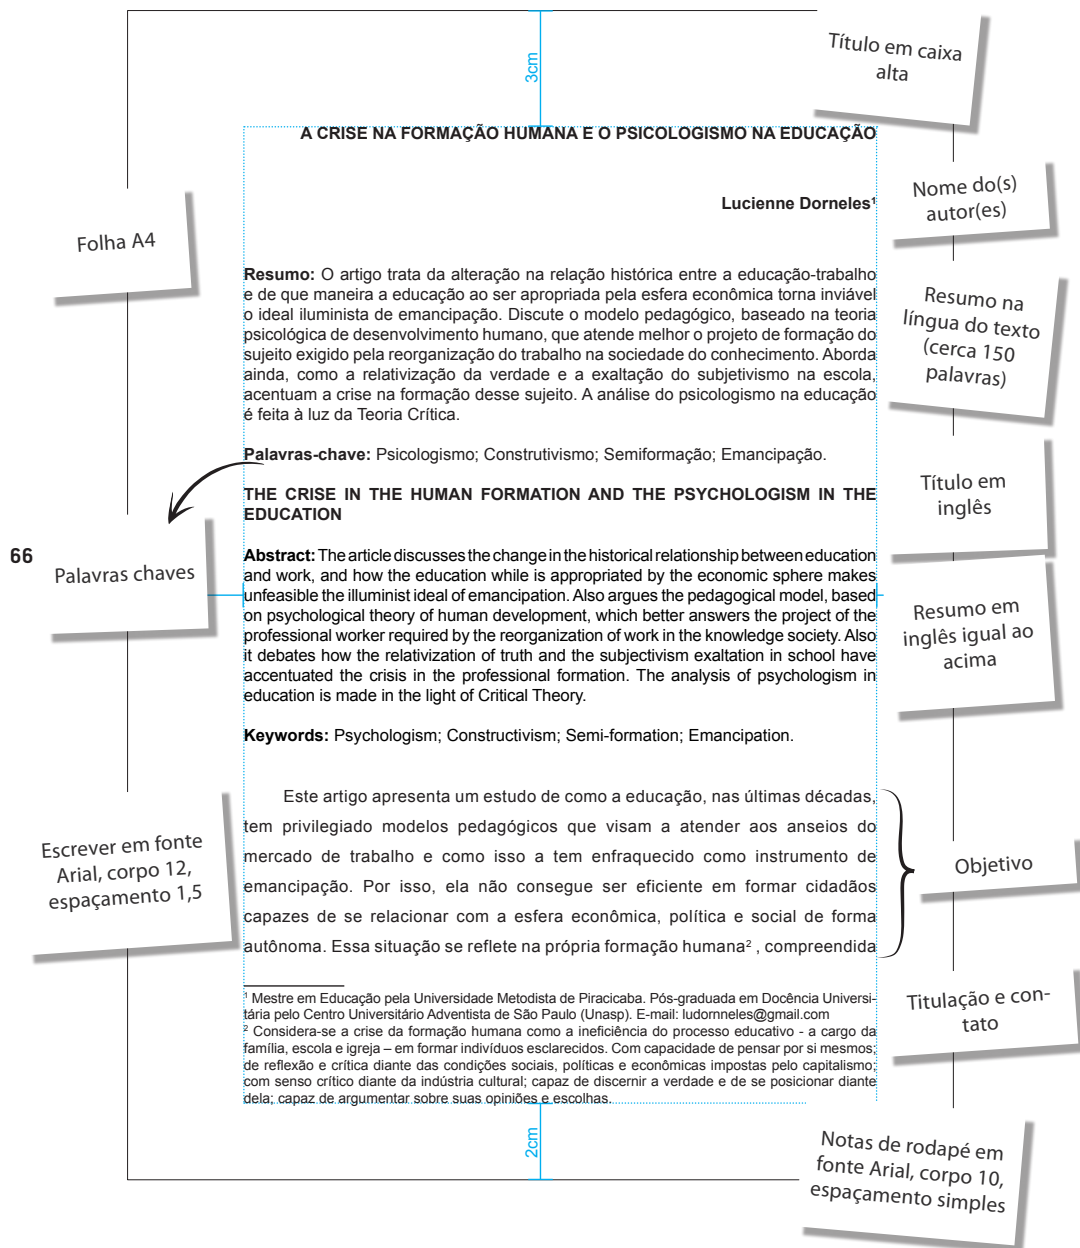 3cm
Título em caixa
alta
A CRISE NA FORMAÇÃO HUMANA E O PSICOLOGISMO NA EDUCAÇÃO
Nome do(s)
autor(es)
Lucienne Dorneles¹
Folha A4
Resumo: O artigo trata da alteração na relação histórica entre a educação-trabalho
e de que maneira a educação ao ser apropriada pela esfera econômica torna inviável
o ideal iluminista de emancipação. Discute o modelo pedagógico, baseado na teoria
psicológica de desenvolvimento humano, que atende melhor o projeto de formação do
sujeito exigido pela reorganização do trabalho na sociedade do conhecimento. Aborda
ainda, como a relativização da verdade e a exaltação do subjetivismo na escola,
acentuam a crise na formação desse sujeito. A análise do psicologismo na educação
é feita à luz da Teoria Crítica.
Resumo na
língua do texto
(cerca 150
palavras)
Palavras-chave: Psicologismo; Construtivismo; Semiformação; Emancipação.
THE CRISE IN THE HUMAN FORMATION AND THE PSYCHOLOGISM IN THE
EDUCATION
Título em
inglês
66
Palavras chaves
Abstract: The article discusses the change in the historical relationship between education
and work, and how the education while is appropriated by the economic sphere makes
unfeasible the illuminist ideal of emancipation. Also argues the pedagogical model, based
on psychological theory of human development, which better answers the project of the
professional worker required by the reorganization of work in the knowledge society. Also
it debates how the relativization of truth and the subjectivism exaltation in school have
accentuated the crisis in the professional formation. The analysis of psychologism in
education is made in the light of Critical Theory.
Resumo em
inglês igual ao
acima
Keywords: Psychologism; Constructivism; Semi-formation; Emancipation.
Este artigo apresenta um estudo de como a educação, nas últimas décadas,
tem privilegiado modelos pedagógicos que visam a atender aos anseios do
mercado de trabalho e como isso a tem enfraquecido como instrumento de
emancipação. Por isso, ela não consegue ser eficiente em formar cidadãos
capazes de se relacionar com a esfera econômica, política e social de forma
autônoma. Essa situação se reflete na própria formação humana² , compreendida
Escrever em fonte
Arial, corpo 12,
espaçamento 1,5
Objetivo
¹ Mestre em Educação pela Universidade Metodista de Piracicaba. Pós-graduada em Docência Universi-
tária pelo Centro Universitário Adventista de São Paulo (Unasp). E-mail: ludornneles@gmail.com
² Considera-se a crise da formação humana como a ineficiência do processo educativo - a cargo da
família, escola e igreja – em formar indivíduos esclarecidos. Com capacidade de pensar por si mesmos;
de reflexão e crítica diante das condições sociais, políticas e econômicas impostas pelo capitalismo;
com senso crítico diante da indústria cultural; capaz de discernir a verdade e de se posicionar diante
dela; capaz de argumentar sobre suas opiniões e escolhas.
Titulação e con-
tato
2cm
Notas de rodapé em
fonte Arial, corpo 10,
espaçamento simples